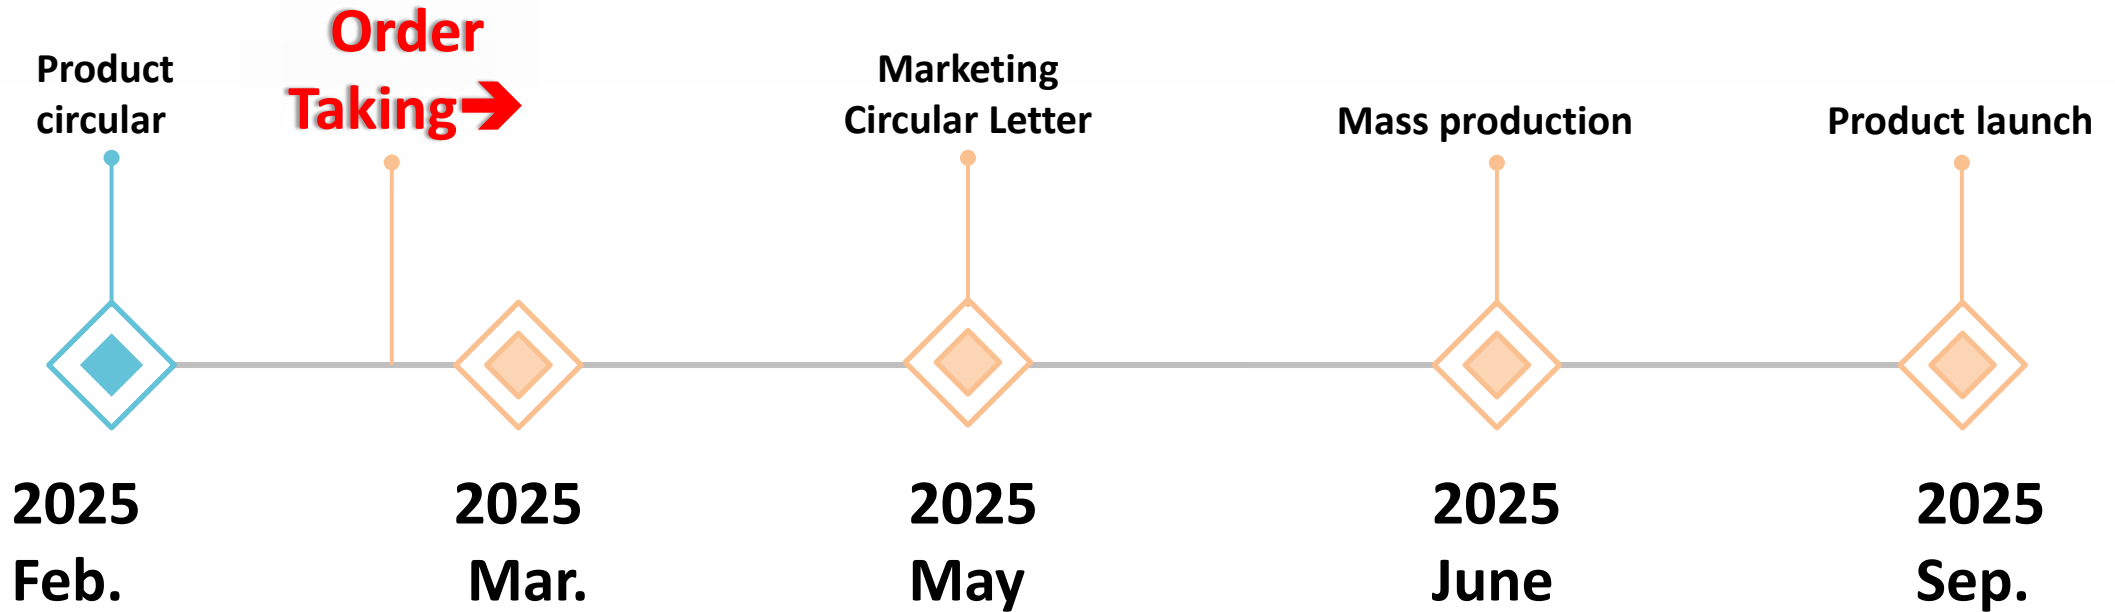 Product
circular
Order
Taking➔
Marketing
Circular Letter
Mass production
Product launch
2025
Feb.
2025
Mar.
2025
May
2025
June
2025
Sep.